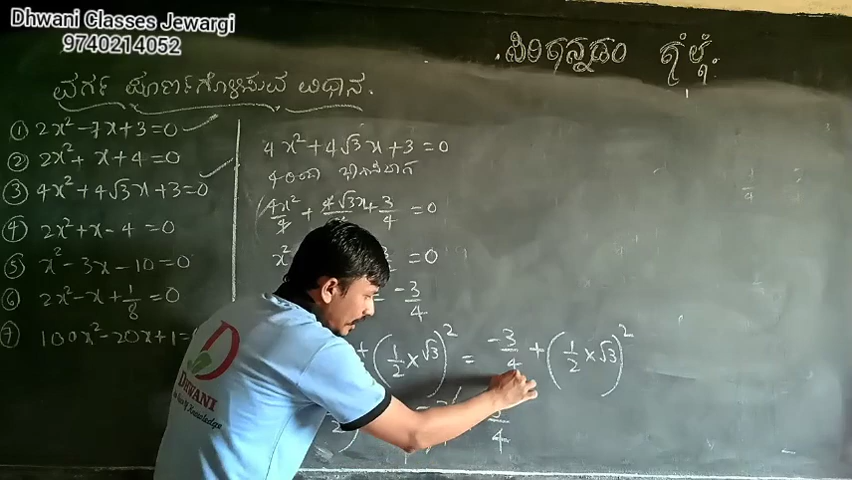 Dhwani Classes Jewargi
9740214052
ಸಿರಿಗನ್ನಡಂ ಗೆಲ್ಗೆ.
ವರ್ಗ ಪೂರ್ಣಗೊಳಿಸುವ ವಿಧಾನ.
① 2x² - 7x + 3 = 0
② 2x² + x + 4 = 0
③ 4x² + 4√3x + 3 = 0
④ 2x² + x - 4 = 0
⑤ x² - 3x - 10 = 0
⑥ 2x² - x + 1/8 = 0
⑦ 100x² - 20x + 1 =
4x² + 4√3x + 3 = 0
4x²/4 + 4√3x + 3/4 = 0
x² = 0
-3/4
+ (1/2 × √3)² = -3/4 + (1/2 × √3)²
DHWANI